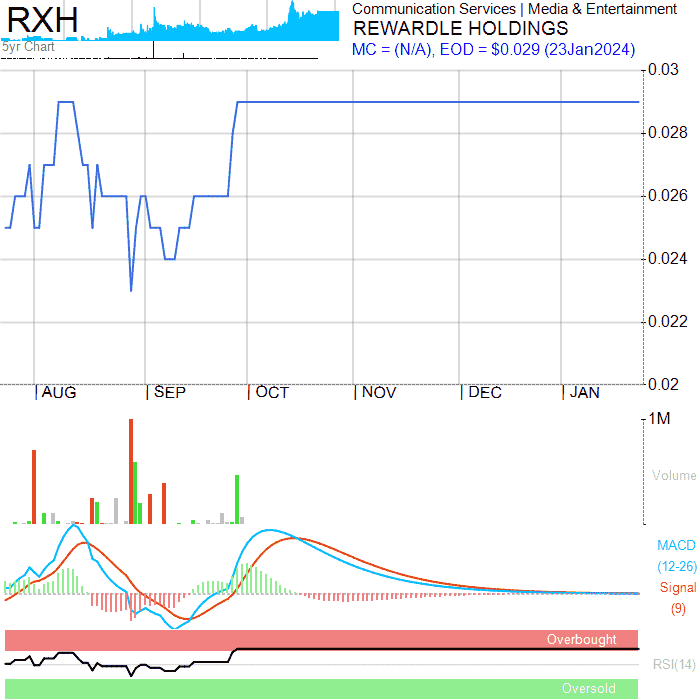 RXH
Communication Services | Media & Entertainment
REWARDLE HOLDINGS
5yr Chart
MC = (N/A), EOD = $0.029 (23Jan2024)
0.03
0.028
0.026
0.024
0.022
0.02
AUG
SEP
OCT
NOV
DEC
JAN
1M
Volume
MACD
(12-26)
Signal
(9)
Overbought
RSI(14)
Oversold